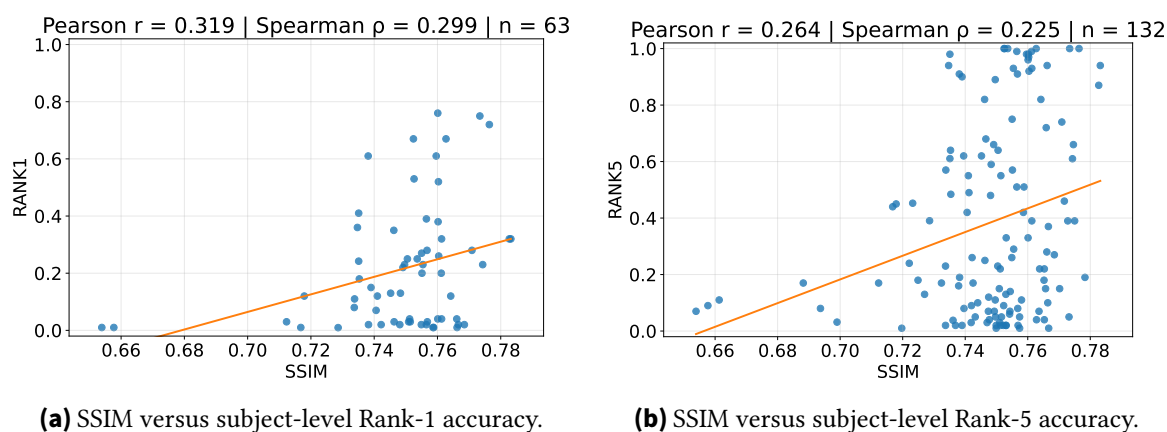 Pearson r = 0.319 | Spearman ρ = 0.299 | n = 63
1.0
0.8
0.6
0.4
0.2
0.0
RANK1
0.66 0.68 0.70 0.72 0.74 0.76 0.78
SSIM
(a) SSIM versus subject-level Rank-1 accuracy.
Pearson r = 0.264 | Spearman ρ = 0.225 | n = 132
1.0
0.8
0.6
0.4
0.2
0.0
RANK5
0.66 0.68 0.70 0.72 0.74 0.76 0.78
SSIM
(b) SSIM versus subject-level Rank-5 accuracy.